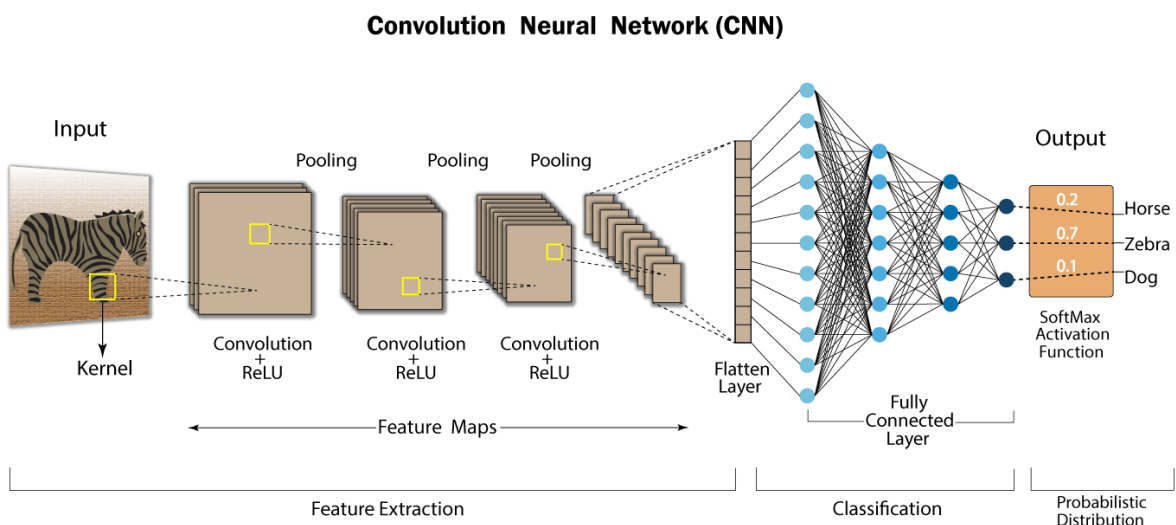 Convolution Neural Network (CNN)
Input
Pooling
Pooling
Pooling
Output
0.2
Horse
0.7
Zebra
0.1
Dog
SoftMax
Activation
Function
Kernel
Convolution
+
ReLU
Convolution
+
ReLU
Convolution
+
ReLU
Flatten
Layer
Fully
Connected
Layer
Feature Maps
Feature Extraction
Classification
Probabilistic
Distribution